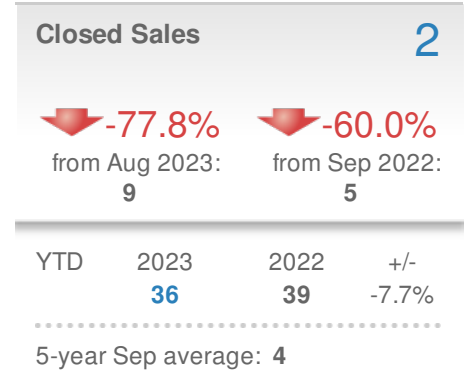 Closed Sales 2
-77.8% -60.0%
from Aug 2023: from Sep 2022:
9 5
YTD 2023 2022 +/-
36 39 -7.7%
5-year Sep average: 4